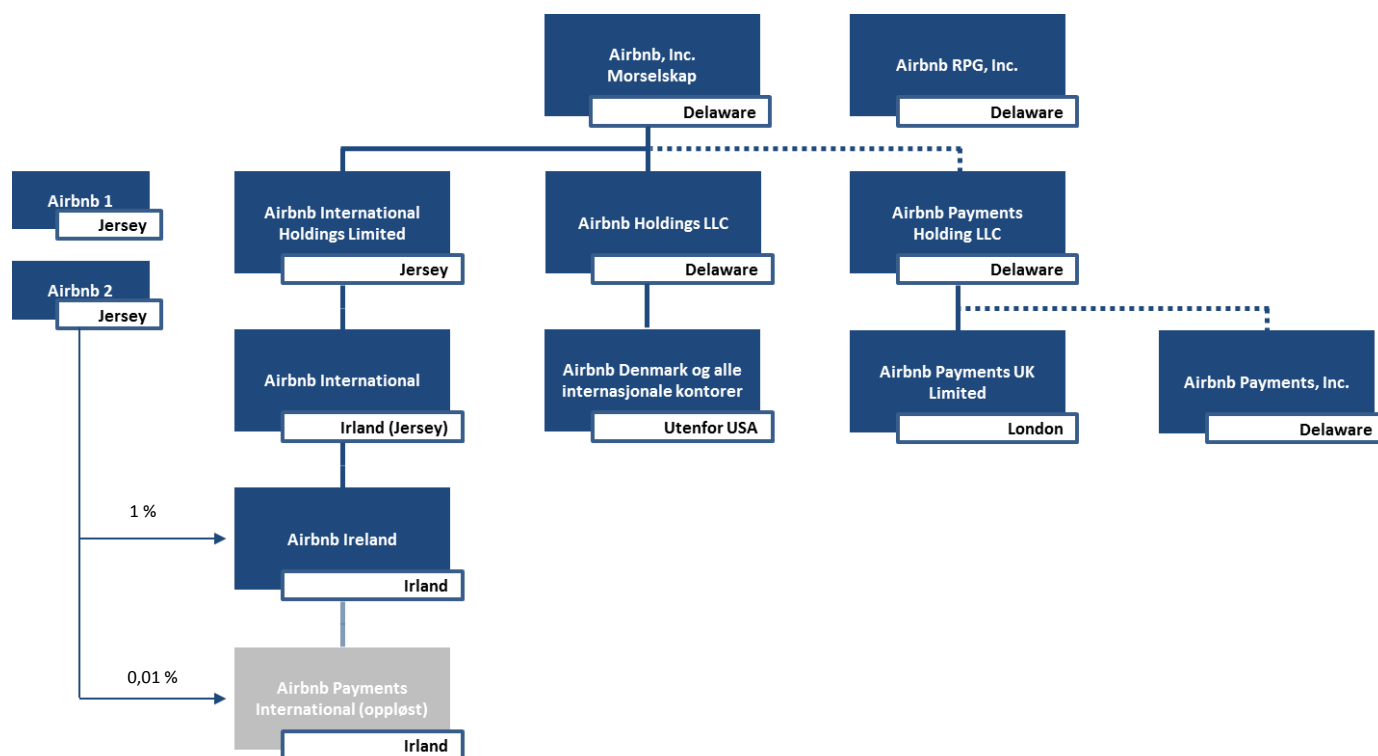 Airbnb, Inc.
Morselskap
Delaware
Airbnb RPG, Inc.
Delaware
Airbnb 1
Jersey
Airbnb International
Holdings Limited
Jersey
Airbnb Holdings LLC
Delaware
Airbnb Payments
Holding LLC
Delaware
Airbnb 2
Jersey
Airbnb International
Irland (Jersey)
Airbnb Denmark og alle
internasjonale kontorer
Utenfor USA
Airbnb Payments UK
Limited
London
Airbnb Payments, Inc.
Delaware
1 %
Airbnb Ireland
Irland
0,01 %
Airbnb Payments
International (oppløst)
Irland